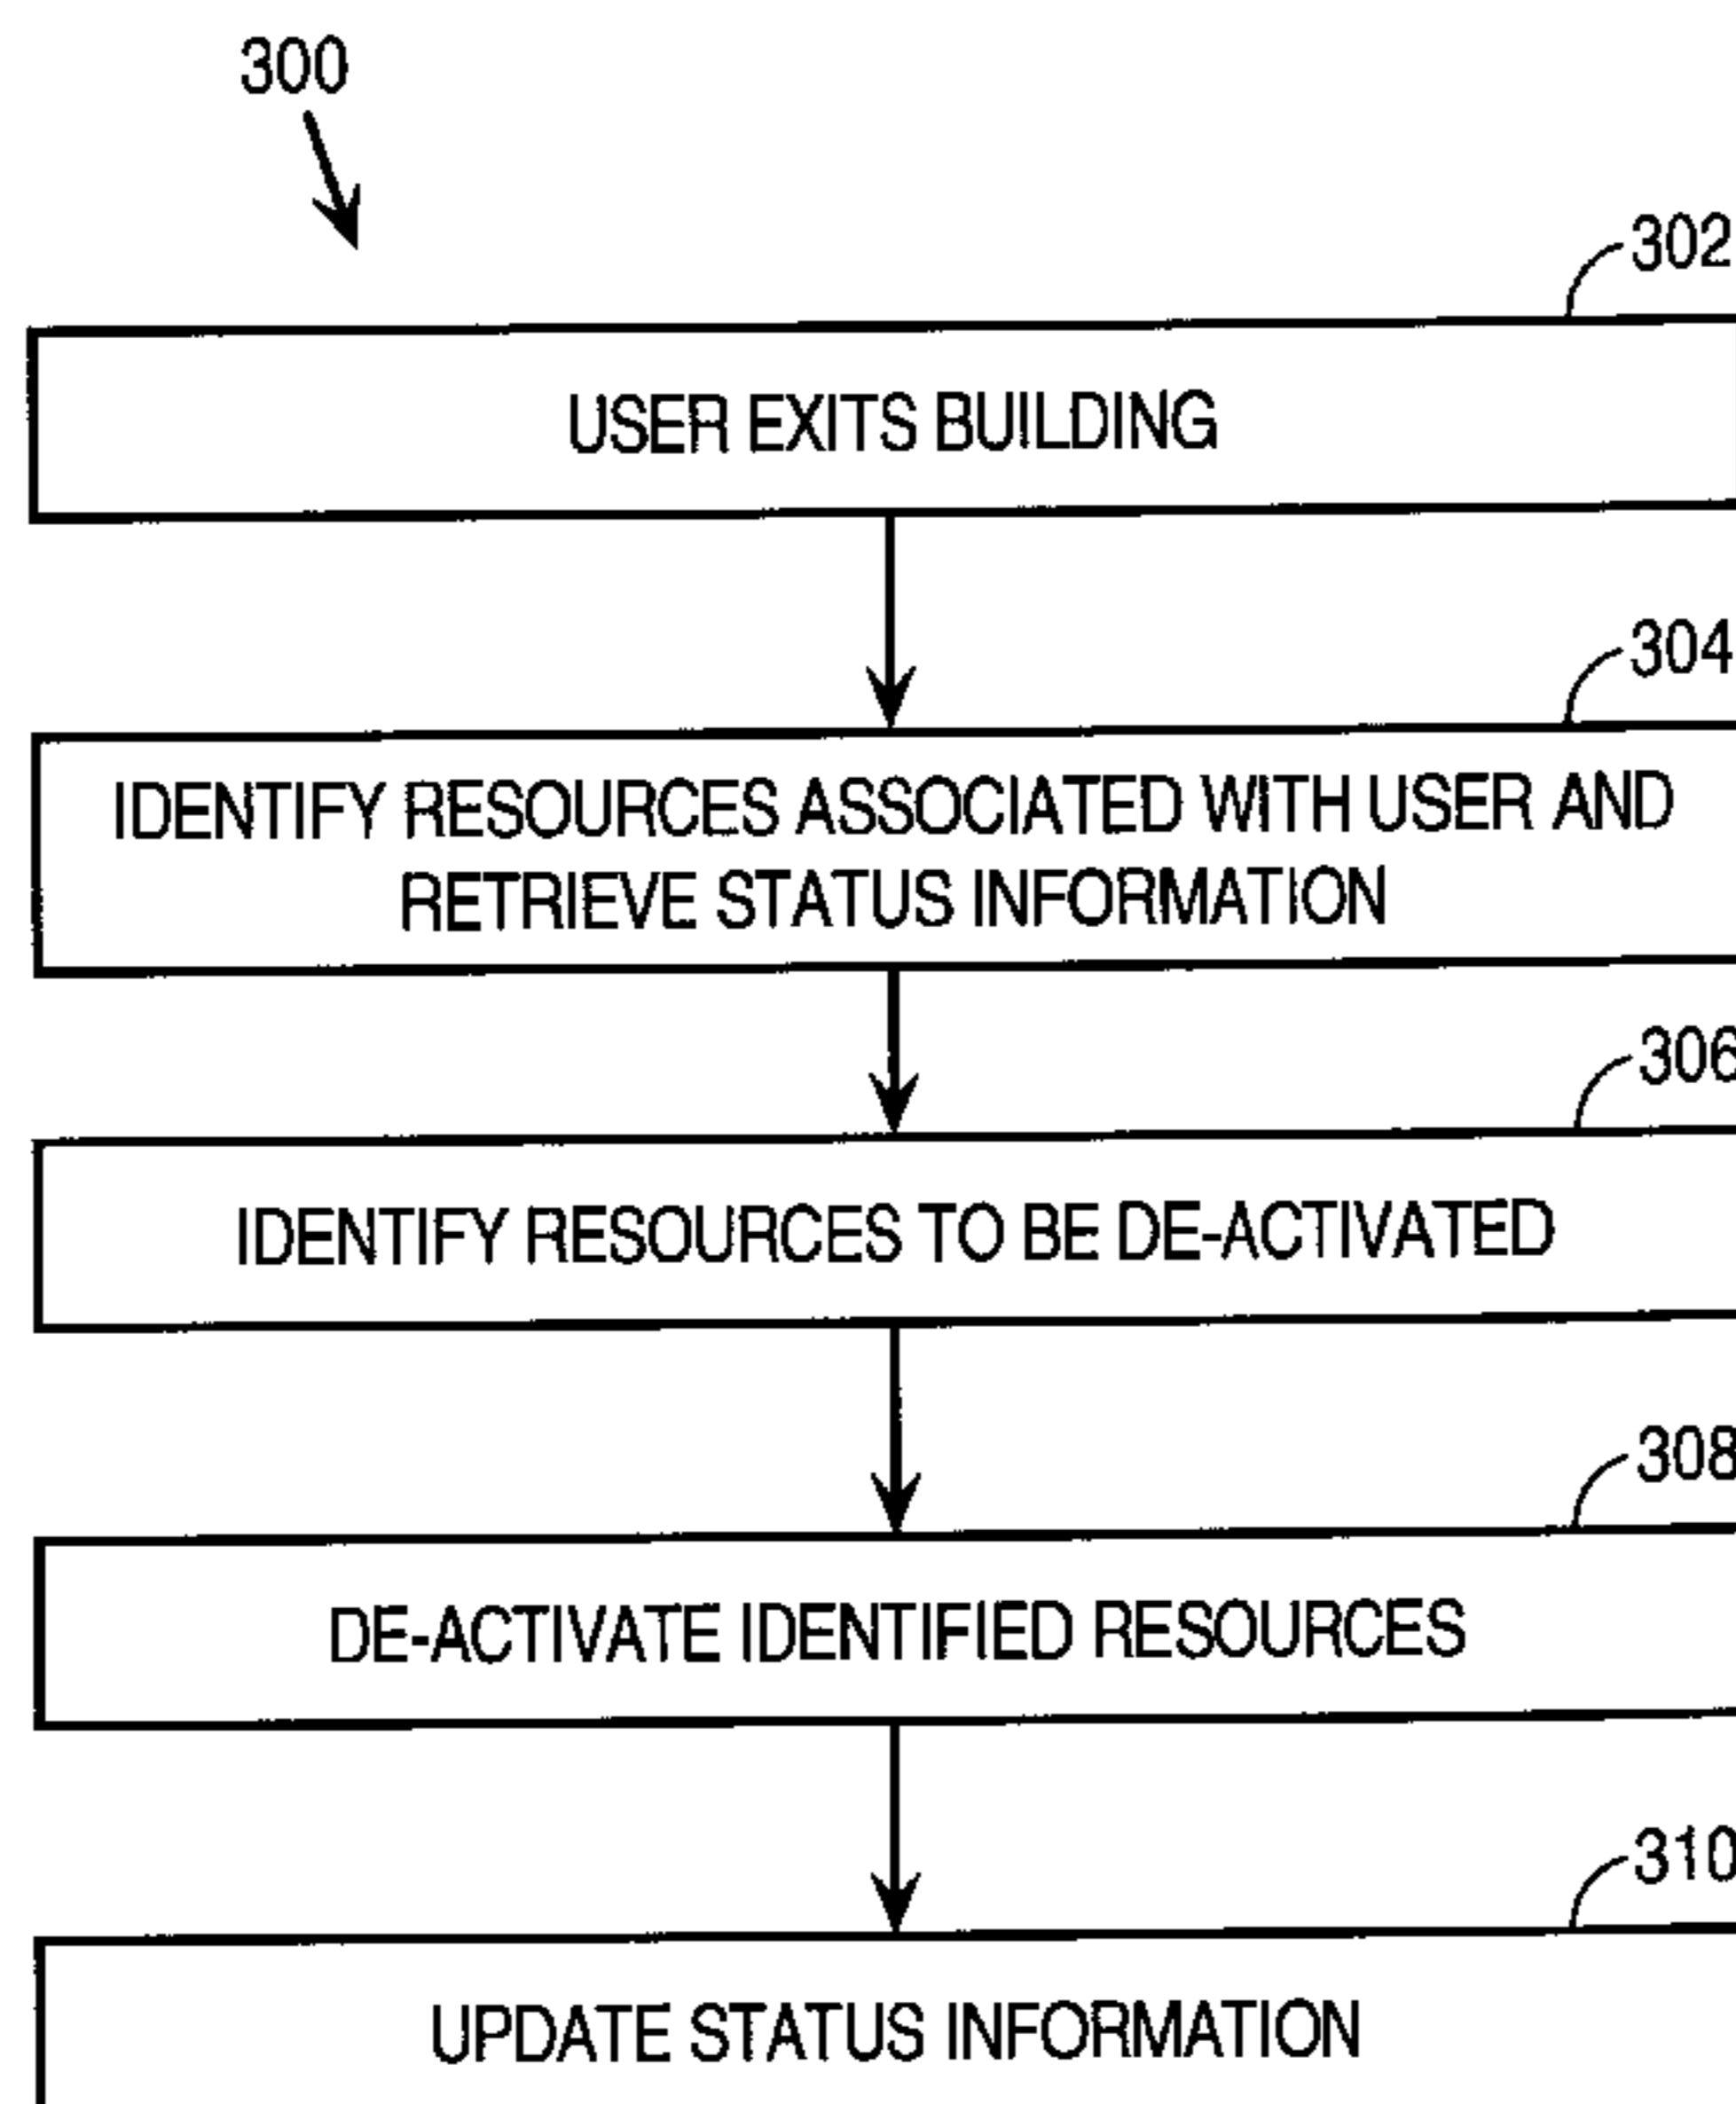 300
302
USER EXITS BUILDING
304
IDENTIFY RESOURCES ASSOCIATED WITH USER AND
RETRIEVE STATUS INFORMATION
306
IDENTIFY RESOURCES TO BE DE-ACTIVATED
308
DE-ACTIVATE IDENTIFIED RESOURCES
310
UPDATE STATUS INFORMATION